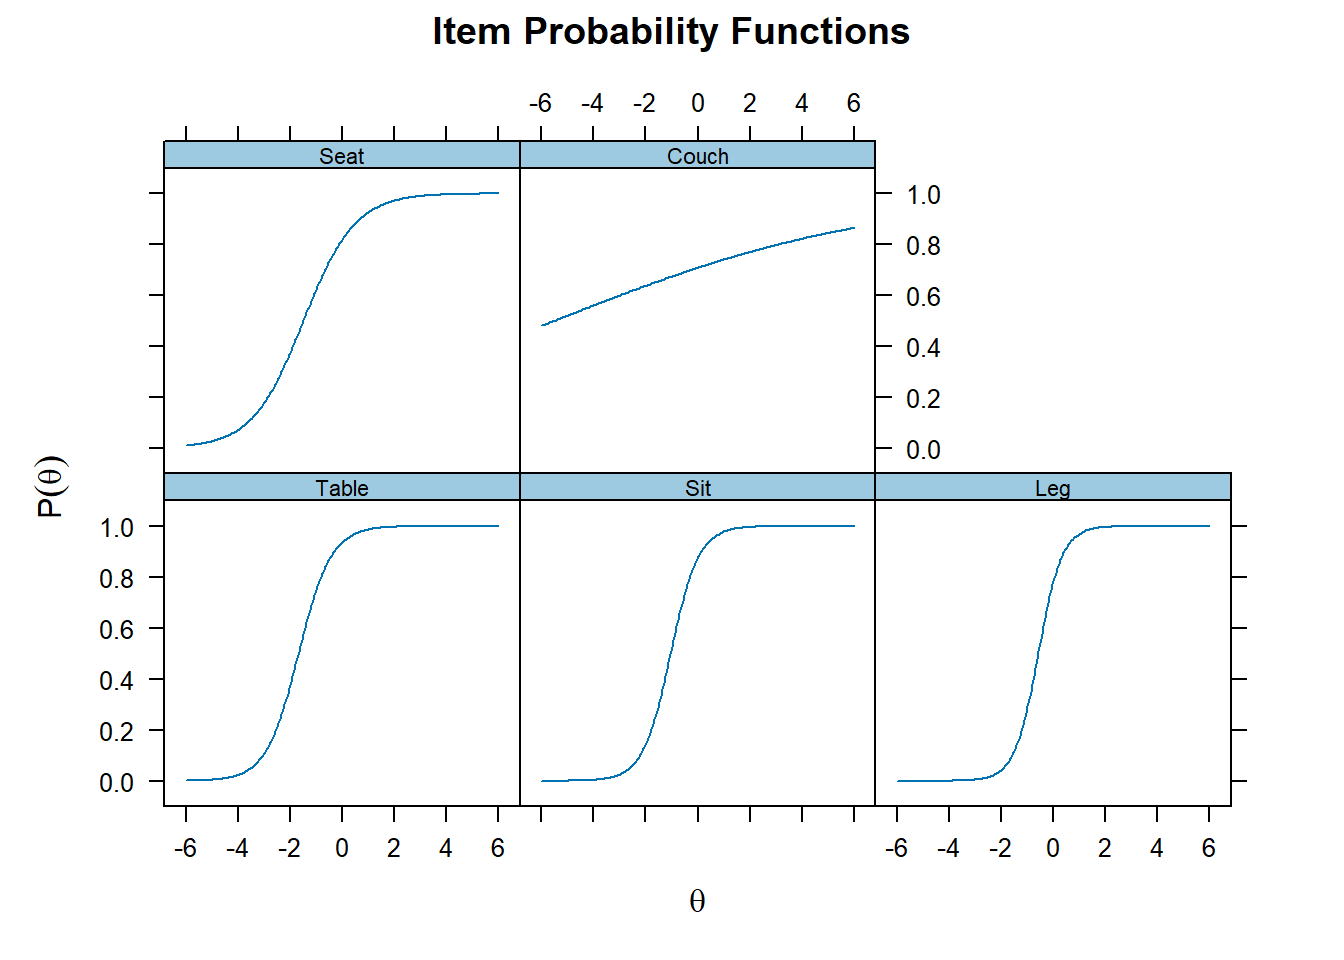 Item Probability Functions
-6 -4 -2 0 2 4 6
Seat Couch
1.0
0.8
0.6
0.4
0.2
0.0
P(θ)
Table Sit Leg
1.0
0.8
0.6
0.4
0.2
0.0
-6 -4 -2 0 2 4 6 -6 -4 -2 0 2 4 6
θ